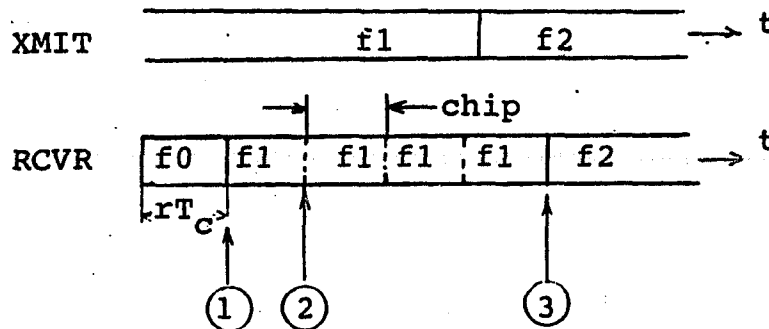 XMIT f1 f2 t
chip
RCVR f0 f1 f1 f1 f1 f2 t
rTc
1 2 3